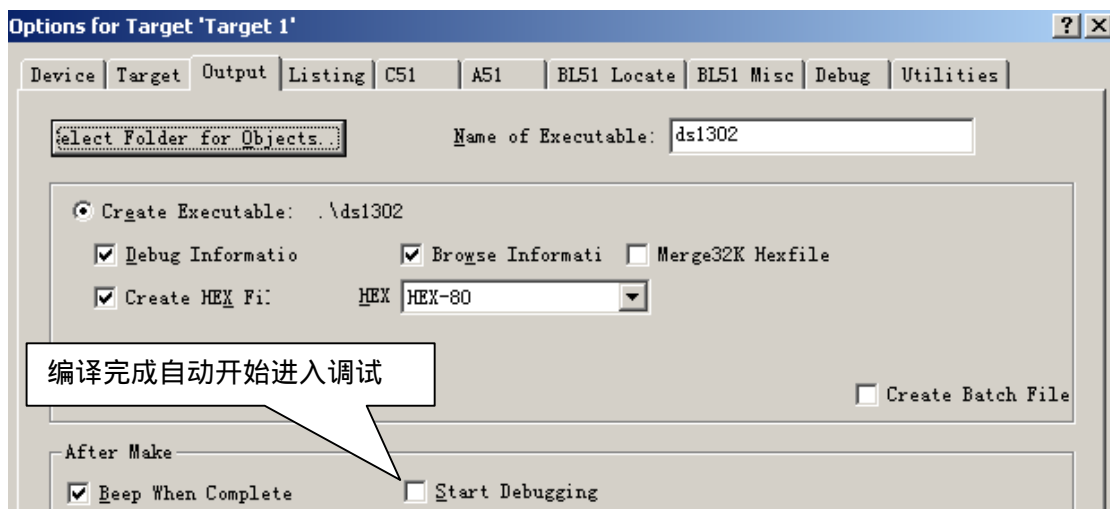 Options for Target 'Target 1'
Device Target Output Listing C51 A51 BL51 Locate BL51 Misc Debug Utilities
elect Folder for Objects.. Name of Executable: ds1302
Create Executable: .\ds1302
Debug Informatio Browse Informati Merge32K Hexfile
Create HEX Fi HEX HEX-80
编译完成自动开始进入调试
Create Batch File
After Make
Beep When Complete Start Debugging